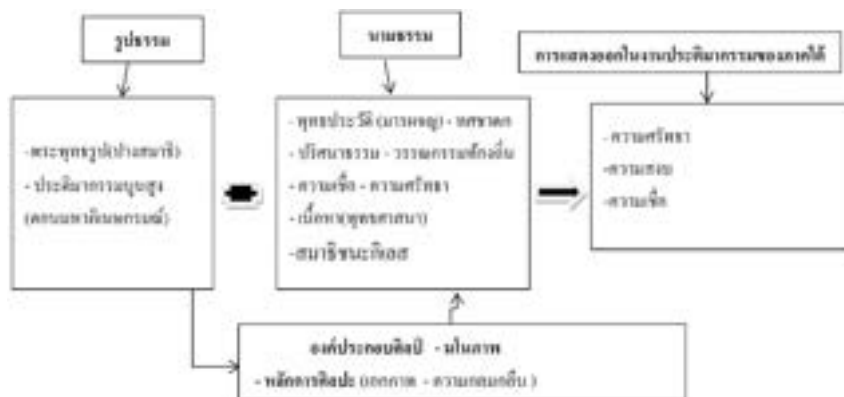 รูปธรรม
นามธรรม
การแสดงออกในงานประติมากรรมของภาคใต้
-พระพุทธรูป(ปางสมาธิ)
- ประติมากรรมนูนสูง
(ตอนมหาภิเนษกรมณ์)
- พุทธประวัติ (มารผจญ) - ทศชาดก
- ปริศนาธรรม - วรรณกรรมท้องถิ่น
- ความเชื่อ - ความศรัทธา
-เนื้อหา(พุทธศาสนา)
-สมาธิชนะกิเลส
- ความศรัทธา
-ความสงบ
-ความเชื่อ
องค์ประกอบศิลป์ - มโนภาพ
- หลักการศิลปะ (เอกภาพ - ความกลมกลืน )